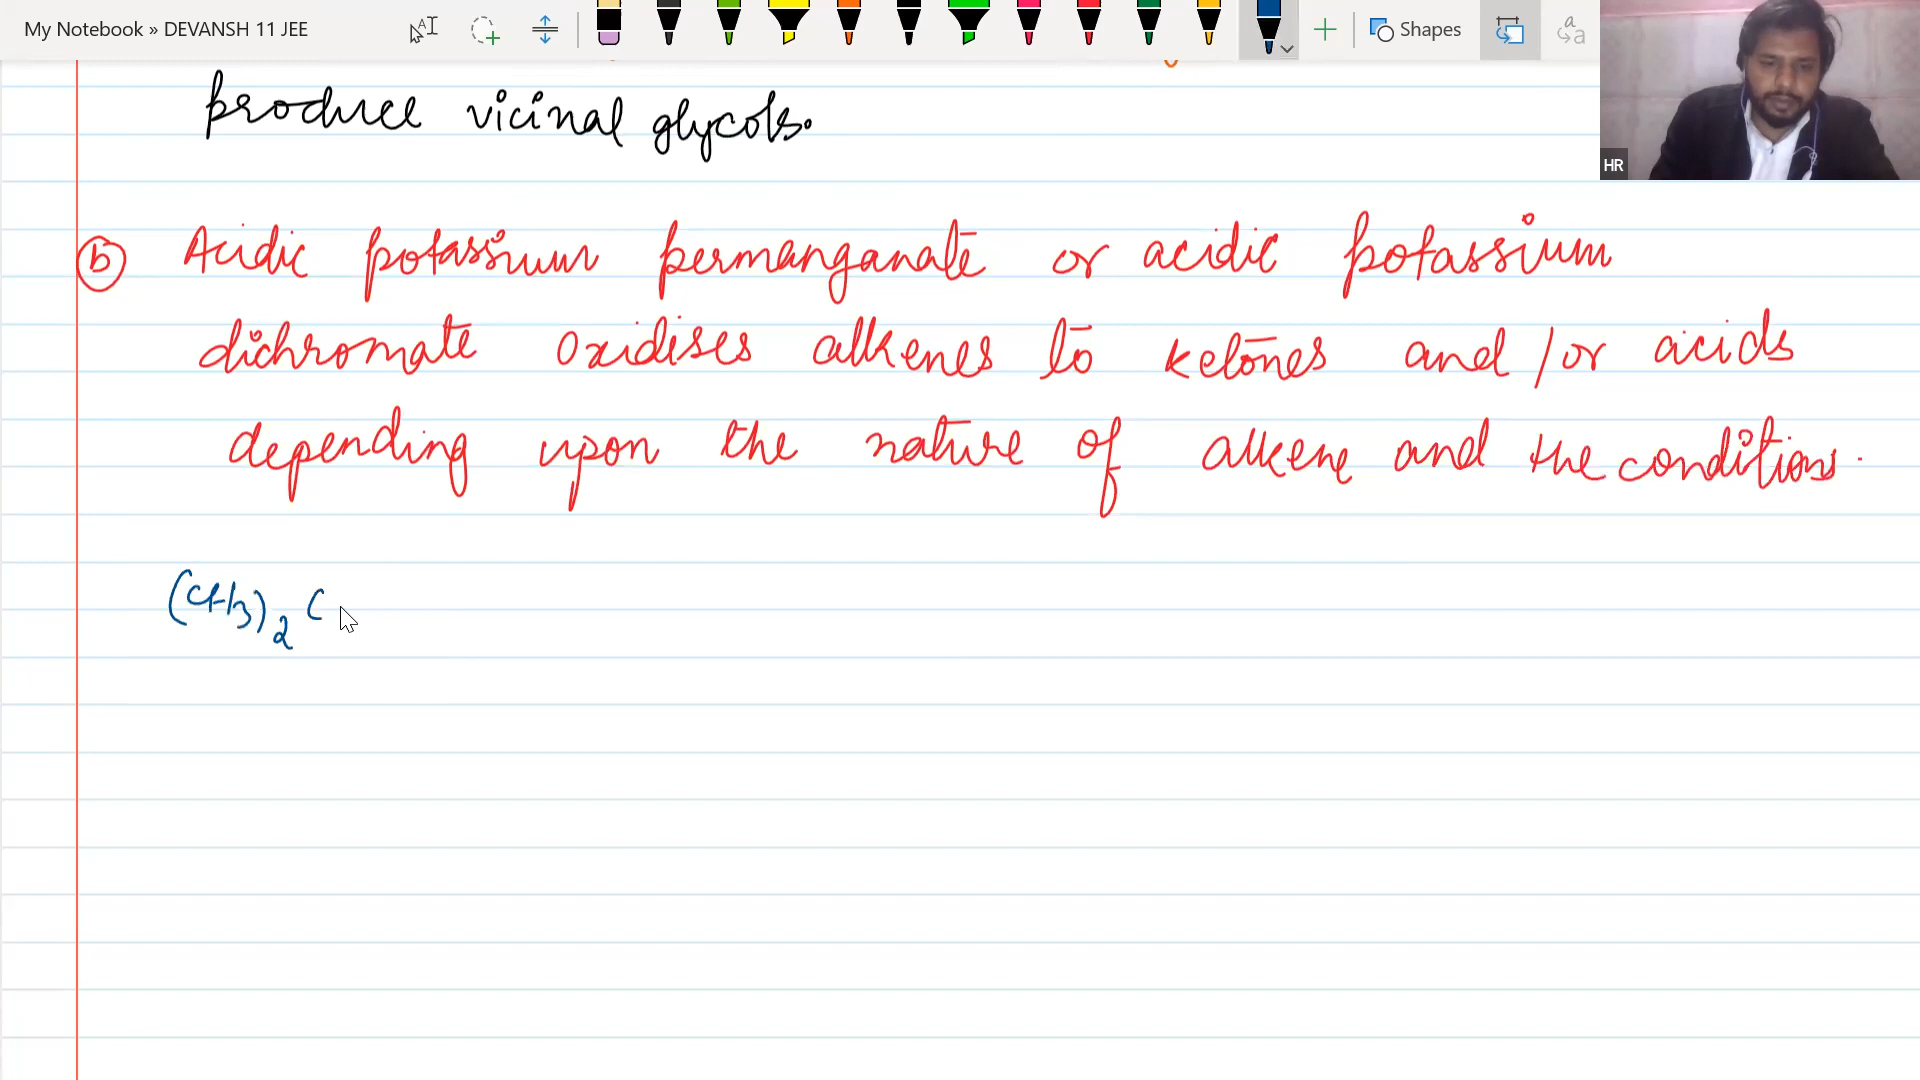 My Notebook » DEVANSH 11 JEE
Shapes
HR
produce vicinal glycols.
(b) Acidic potassium permanganate or acidic potassium
dichromate oxidises alkenes to ketones and/or acids
depending upon the nature of alkene and the conditions.
(CH3)2 C